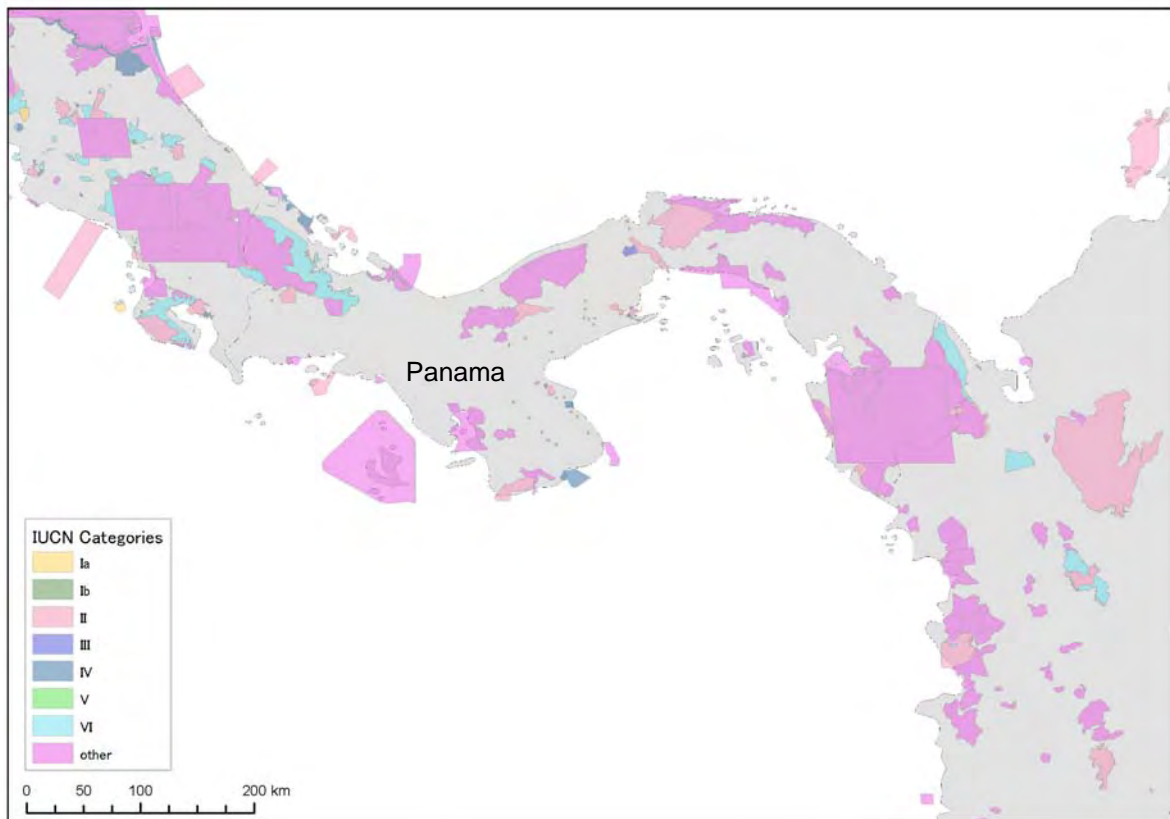 Panama
IUCN Categories
Ia
Ib
II
III
IV
V
VI
other
0 50 100 200 km